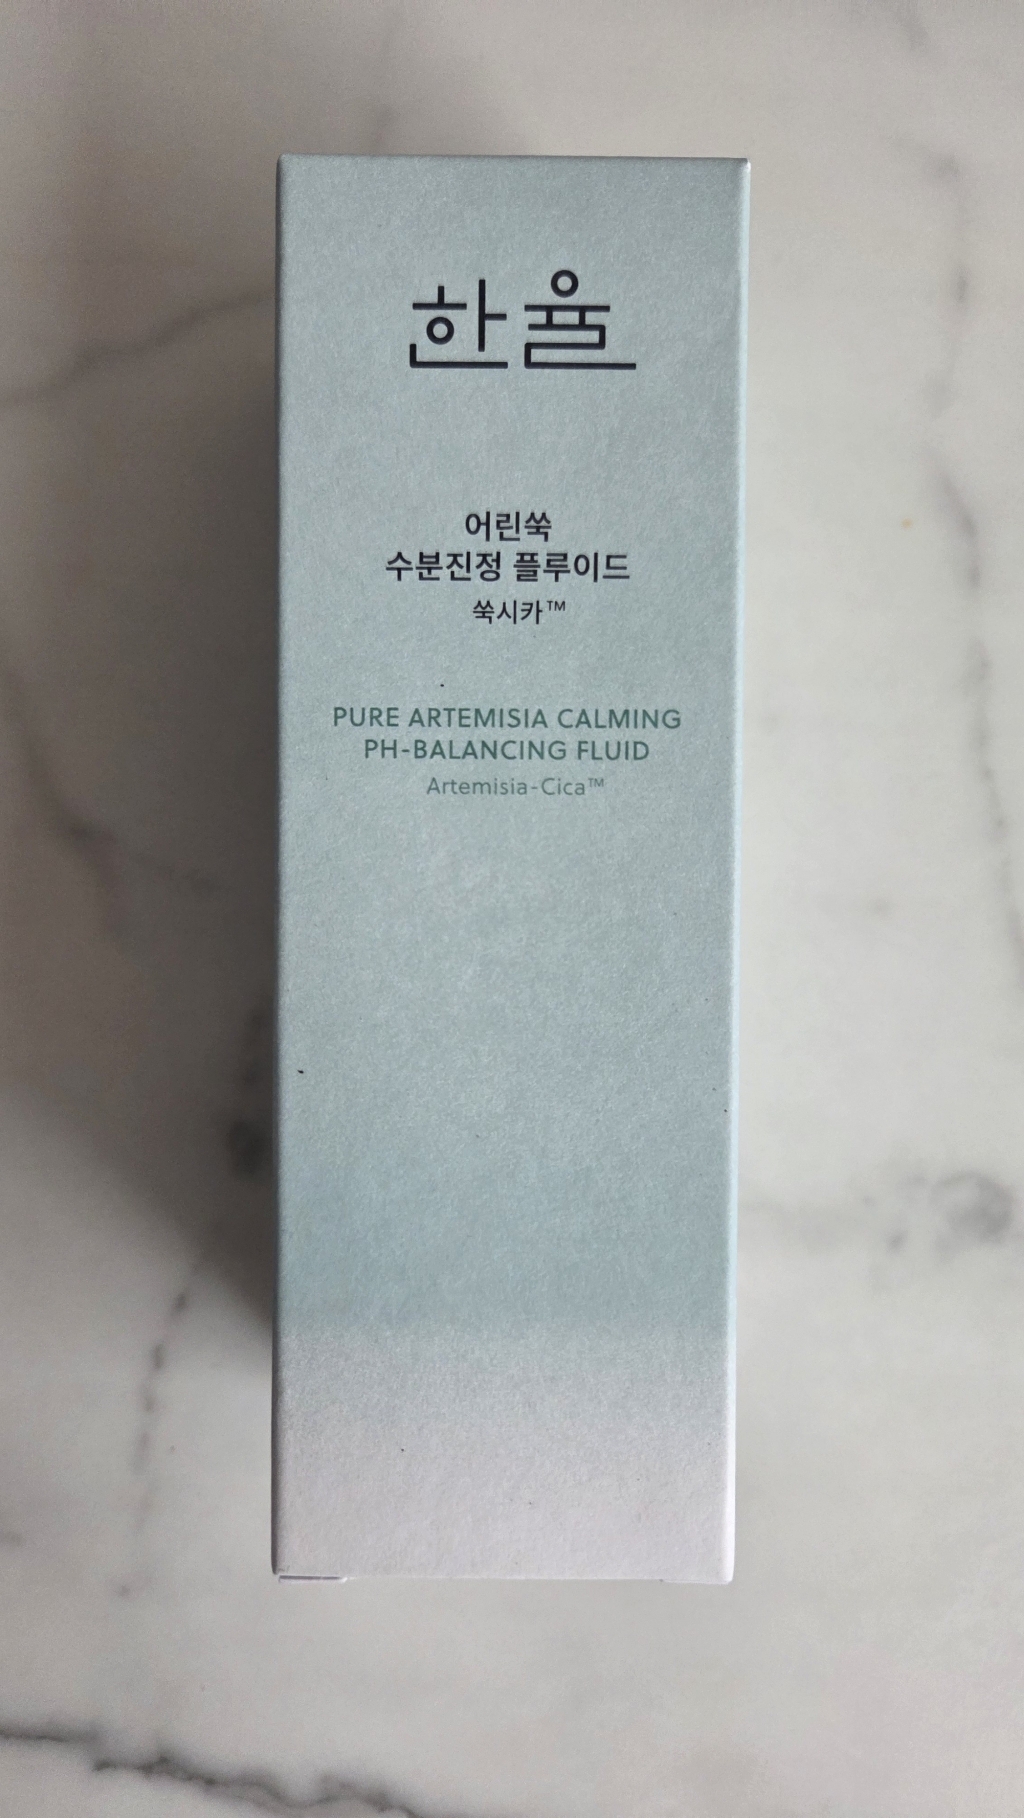 한율
어린쑥
수분진정 플루이드
쑥시카™
PURE ARTEMISIA CALMING
PH-BALANCING FLUID
Artemisia-Cica™